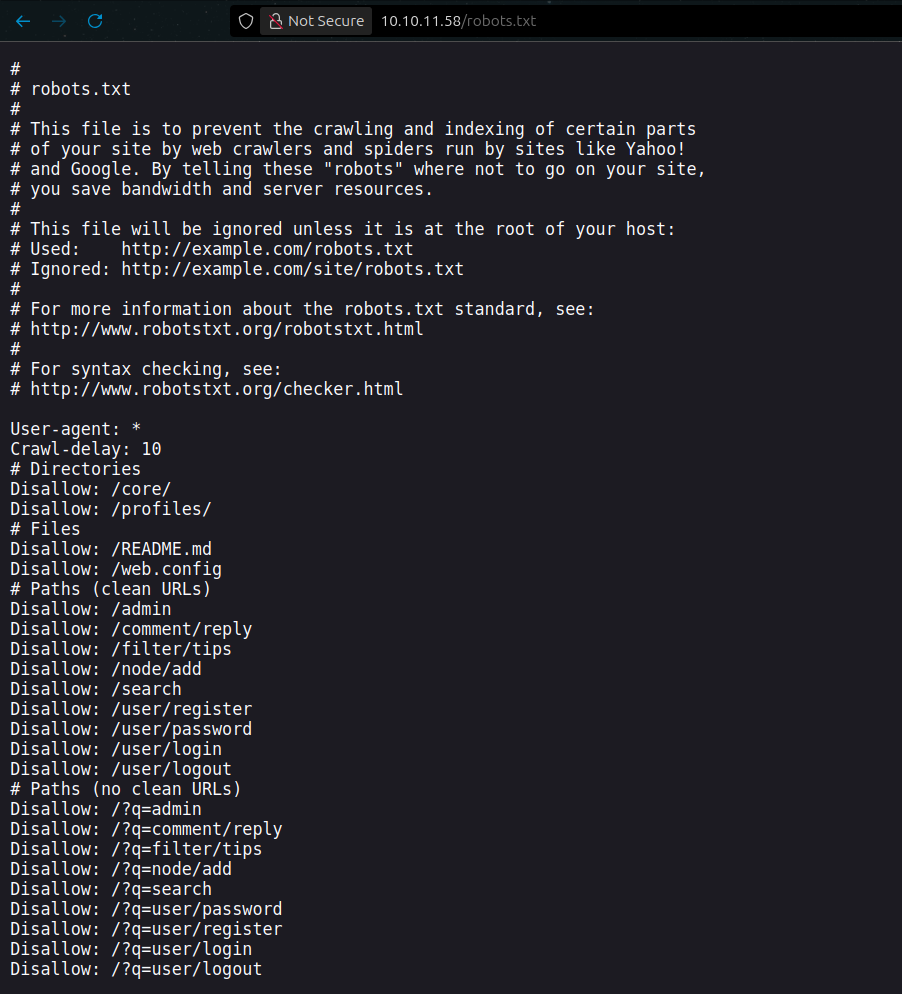 Not Secure 10.10.11.58/robots.txt
#
# robots.txt
#
# This file is to prevent the crawling and indexing of certain parts
# of your site by web crawlers and spiders run by sites like Yahoo!
# and Google. By telling these "robots" where not to go on your site,
# you save bandwidth and server resources.
#
# This file will be ignored unless it is at the root of your host:
# Used:    http://example.com/robots.txt
# Ignored: http://example.com/site/robots.txt
#
# For more information about the robots.txt standard, see:
# http://www.robotstxt.org/robotstxt.html
#
# For syntax checking, see:
# http://www.robotstxt.org/checker.html
User-agent: *
Crawl-delay: 10
# Directories
Disallow: /core/
Disallow: /profiles/
# Files
Disallow: /README.md
Disallow: /web.config
# Paths (clean URLs)
Disallow: /admin
Disallow: /comment/reply
Disallow: /filter/tips
Disallow: /node/add
Disallow: /search
Disallow: /user/register
Disallow: /user/password
Disallow: /user/login
Disallow: /user/logout
# Paths (no clean URLs)
Disallow: /?q=admin
Disallow: /?q=comment/reply
Disallow: /?q=filter/tips
Disallow: /?q=node/add
Disallow: /?q=search
Disallow: /?q=user/password
Disallow: /?q=user/register
Disallow: /?q=user/login
Disallow: /?q=user/logout